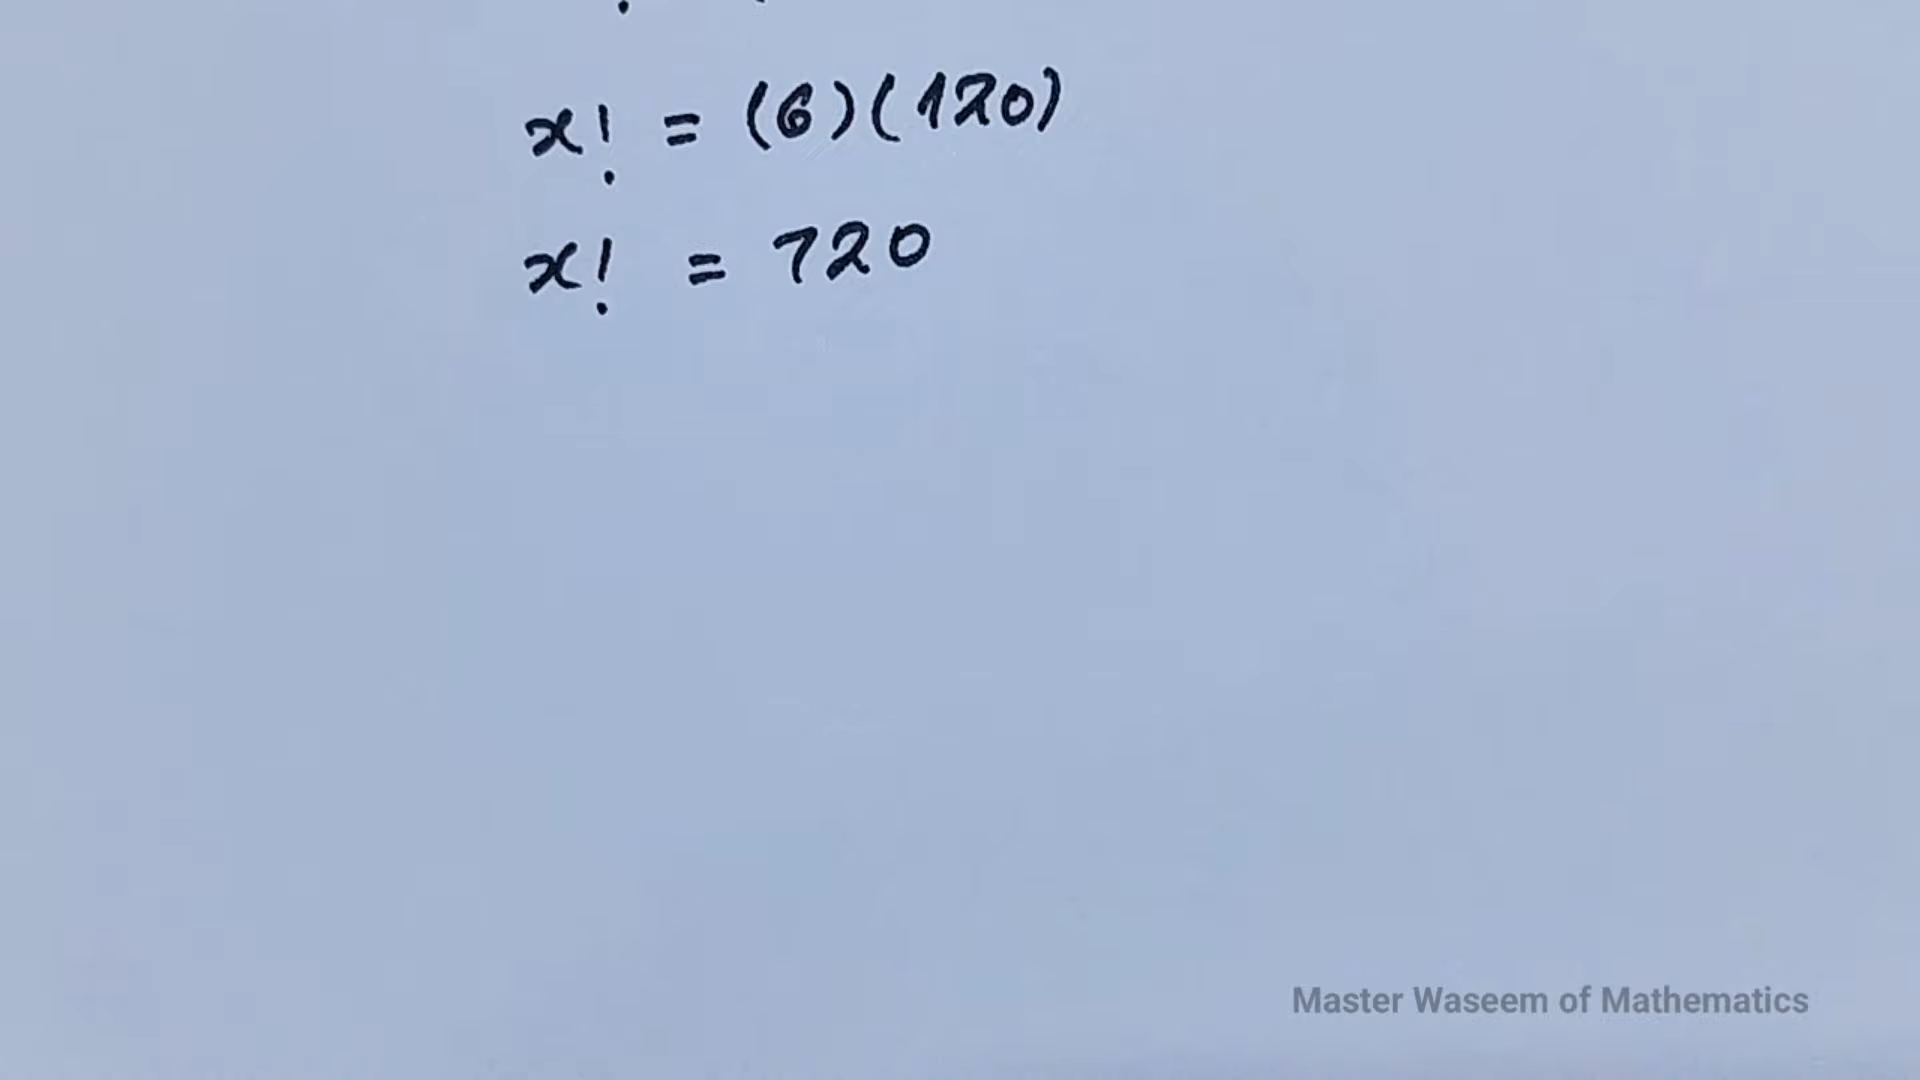 x! = (6)(120)
x! = 720
Master Waseem of Mathematics